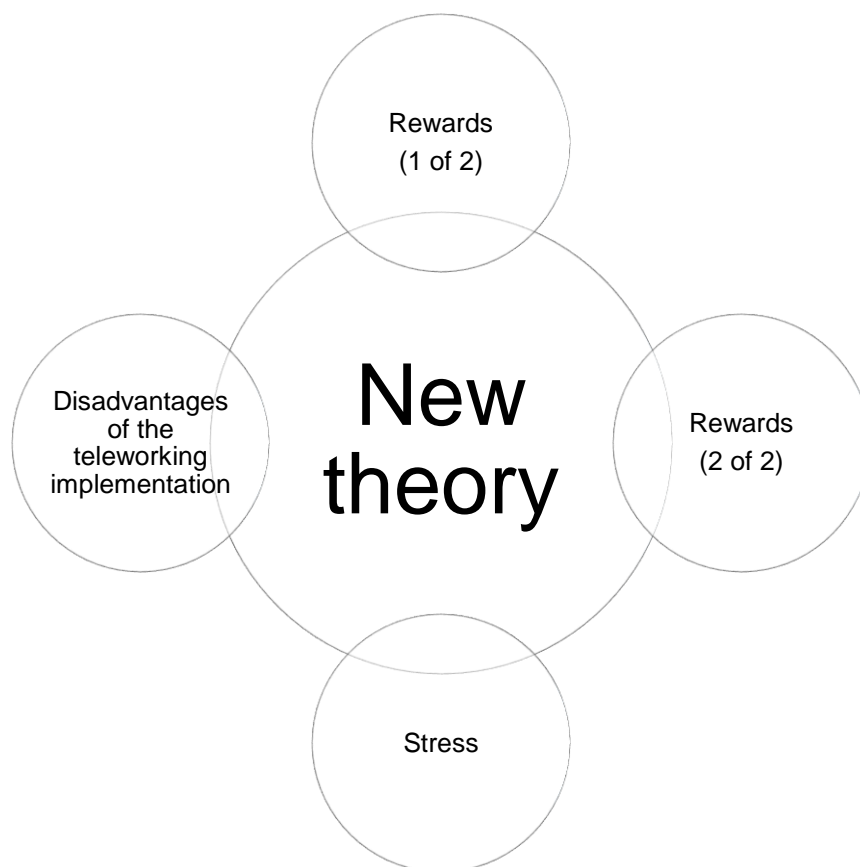 Rewards
(1 of 2)
Disadvantages
of the
teleworking
implementation
New
theory
Rewards
(2 of 2)
Stress